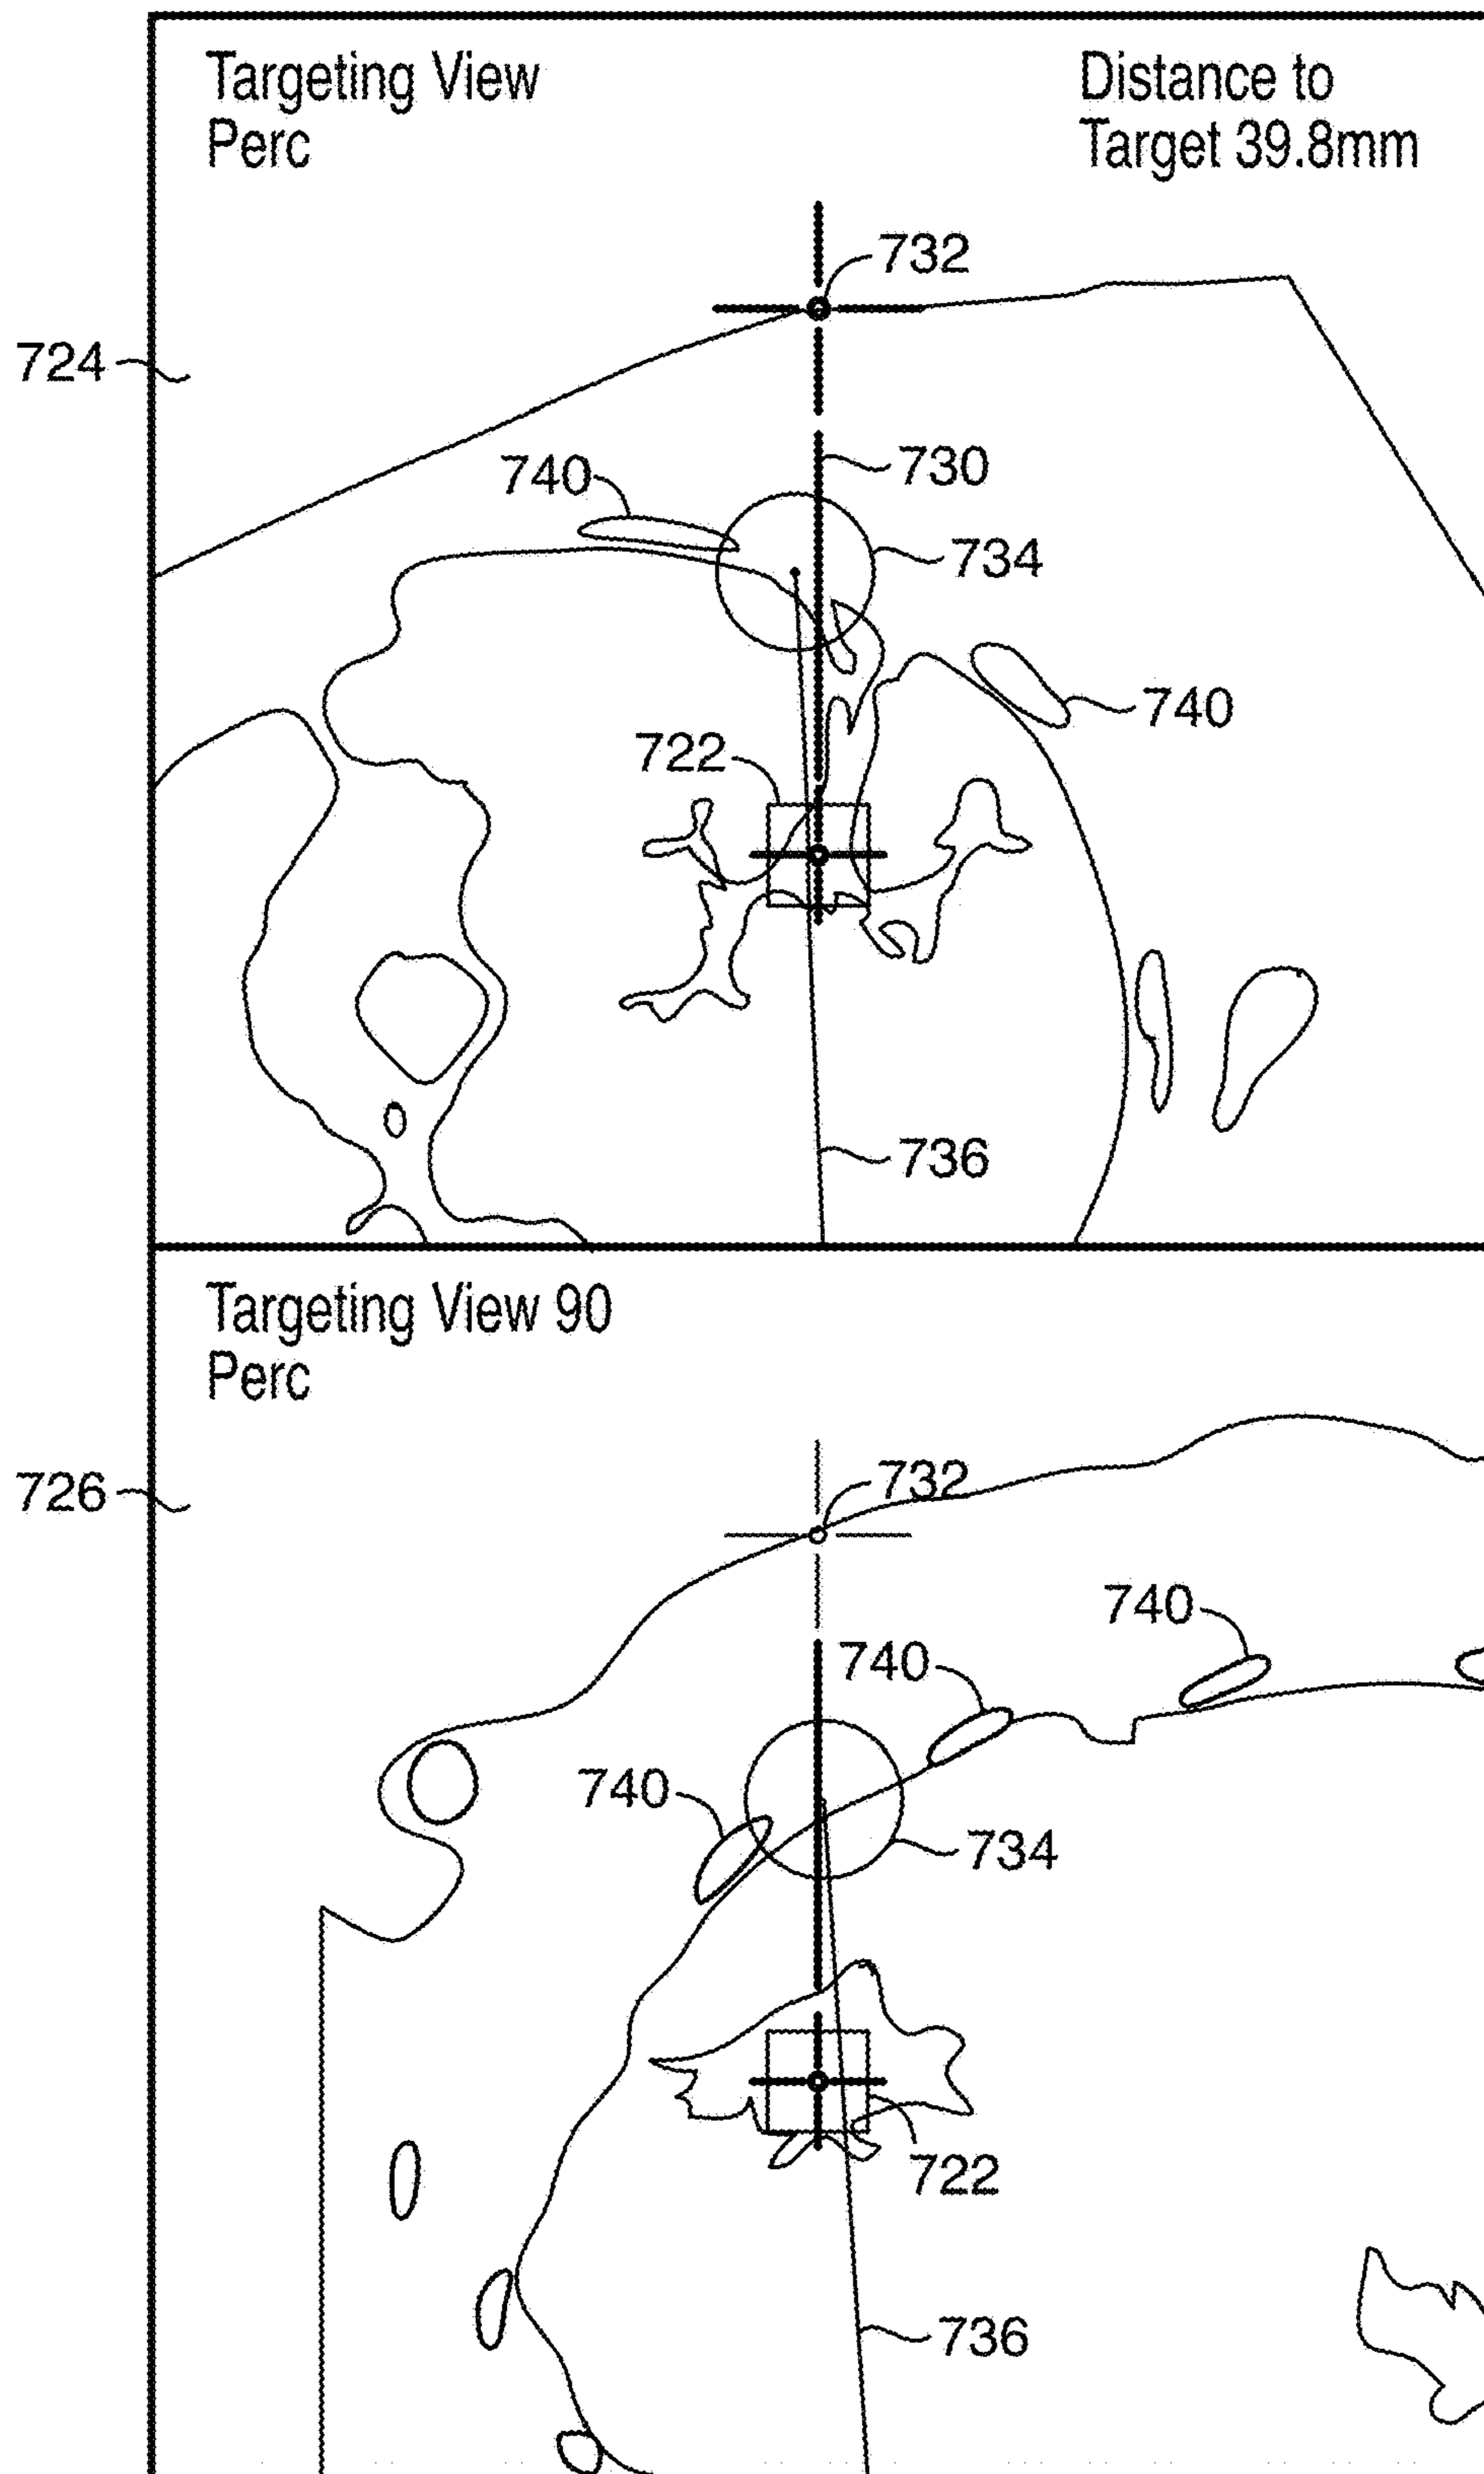 Targeting View
Perc
Distance to
Target 39.8mm
732
724
730
740
734
740
722
736
Targeting View 90
Perc
732
726
740
740
740
734
722
736